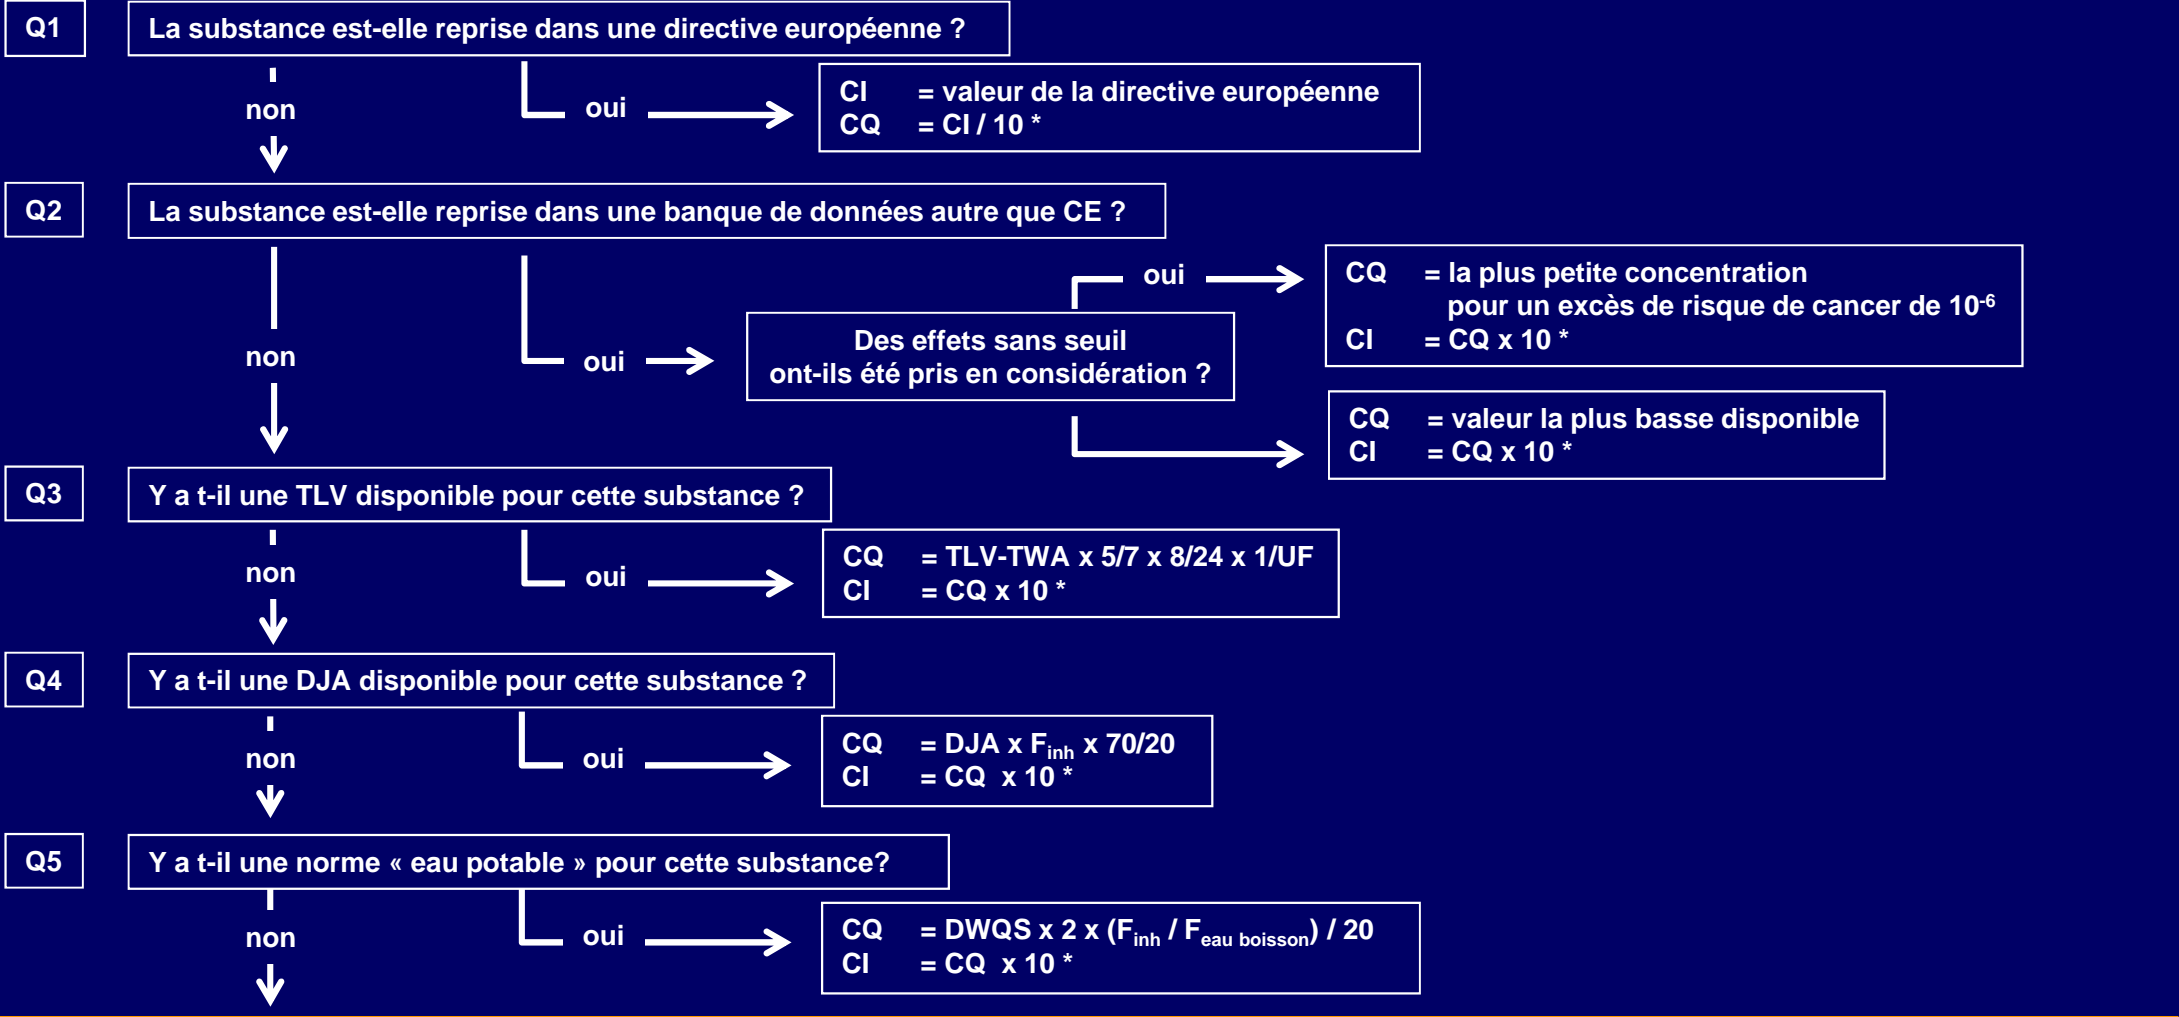 Q1
La substance est-elle reprise dans une directive européenne ?
non
oui
CI = valeur de la directive européenne
CQ = CI / 10 *
Q2
La substance est-elle reprise dans une banque de données autre que CE ?
non
oui
Des effets sans seuil
ont-ils été pris en considération ?
oui
CQ = la plus petite concentration
pour un excès de risque de cancer de 10⁻⁶
CI = CQ x 10 *
CQ = valeur la plus basse disponible
CI = CQ x 10 *
Q3
Y a t-il une TLV disponible pour cette substance ?
non
oui
CQ = TLV-TWA x 5/7 x 8/24 x 1/UF
CI = CQ x 10 *
Q4
Y a t-il une DJA disponible pour cette substance ?
non
oui
CQ = DJA x Finh x 70/20
CI = CQ x 10 *
Q5
Y a t-il une norme « eau potable » pour cette substance?
non
oui
CQ = DWQS x 2 x (Finh / Feau boisson) / 20
CI = CQ x 10 *